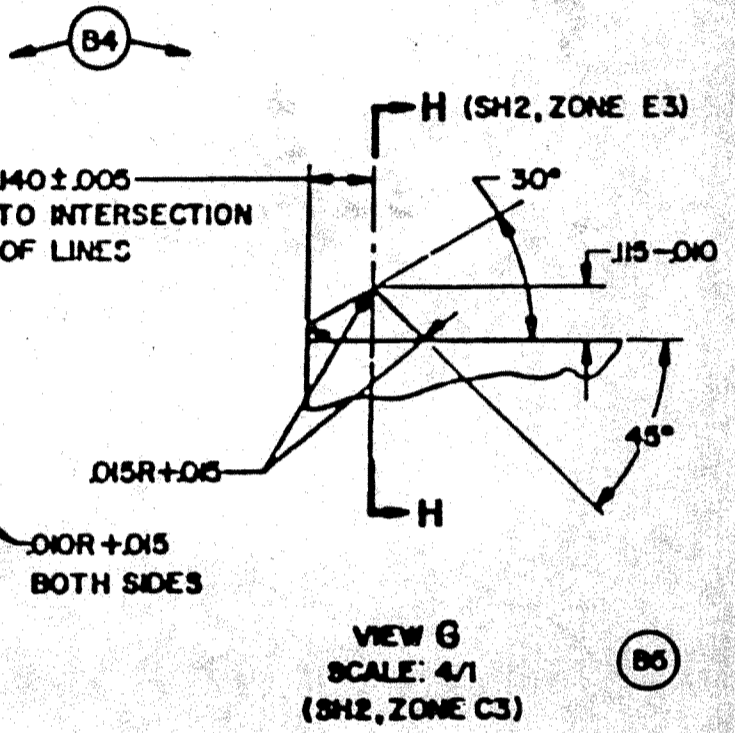 B4
H (SH2, ZONE E3)
.140±.005
TO INTERSECTION
OF LINES
30°
.115-.010
45°
.015R+.015
H
.010R+.015
BOTH SIDES
VIEW G
SCALE: 4/1
(SH2, ZONE C3)